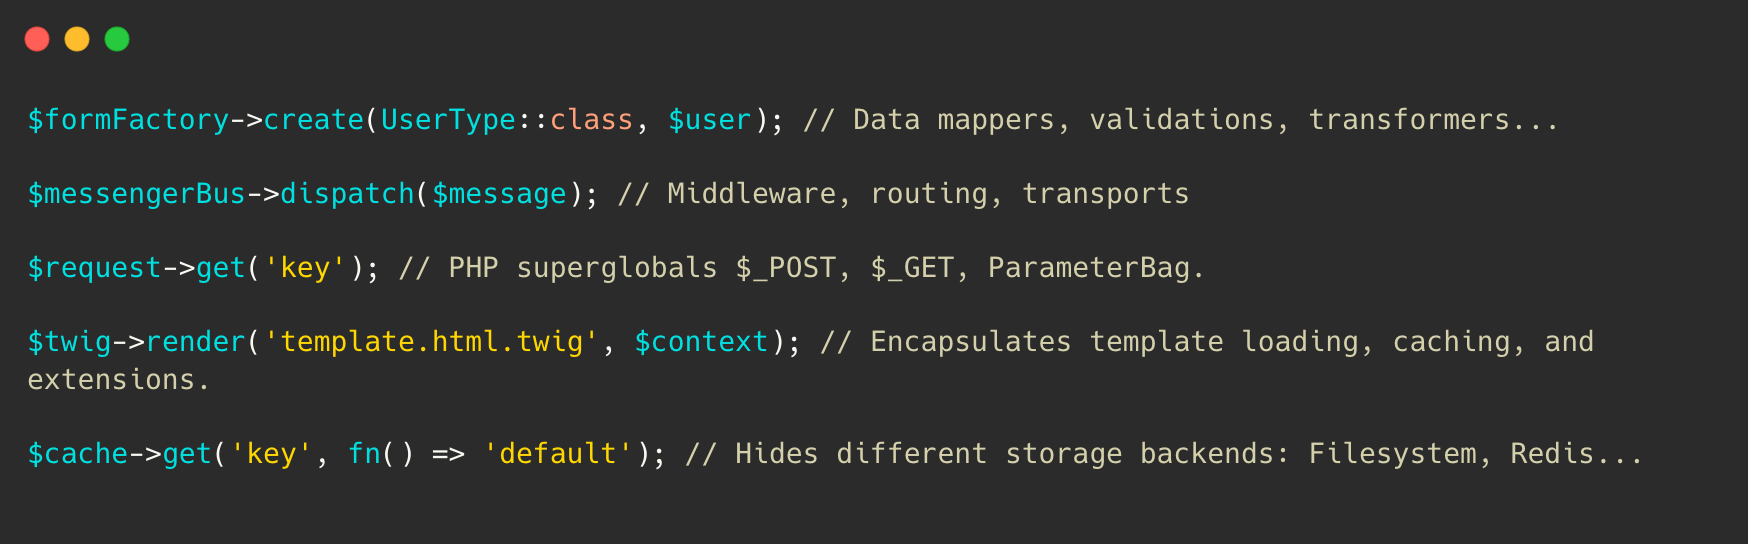 $formFactory->create(UserType::class, $user); // Data mappers, validations, transformers...
$messengerBus->dispatch($message); // Middleware, routing, transports
$request->get('key'); // PHP superglobals $_POST, $_GET, ParameterBag.
$twig->render('template.html.twig', $context); // Encapsulates template loading, caching, and
extensions.
$cache->get('key', fn() => 'default'); // Hides different storage backends: Filesystem, Redis...